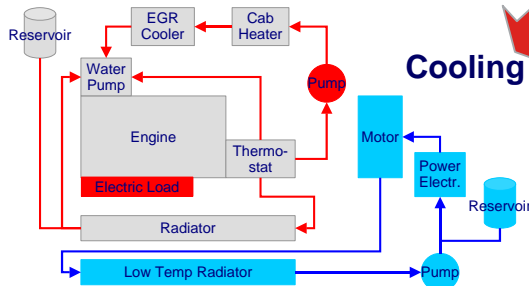 Reservoir
EGR
Cooler
Cab
Heater
Cooling
Water
Pump
Pump
Engine
Thermo-
stat
Motor
Power
Electr.
Electric Load
Reservoir
Radiator
Low Temp Radiator
Pump